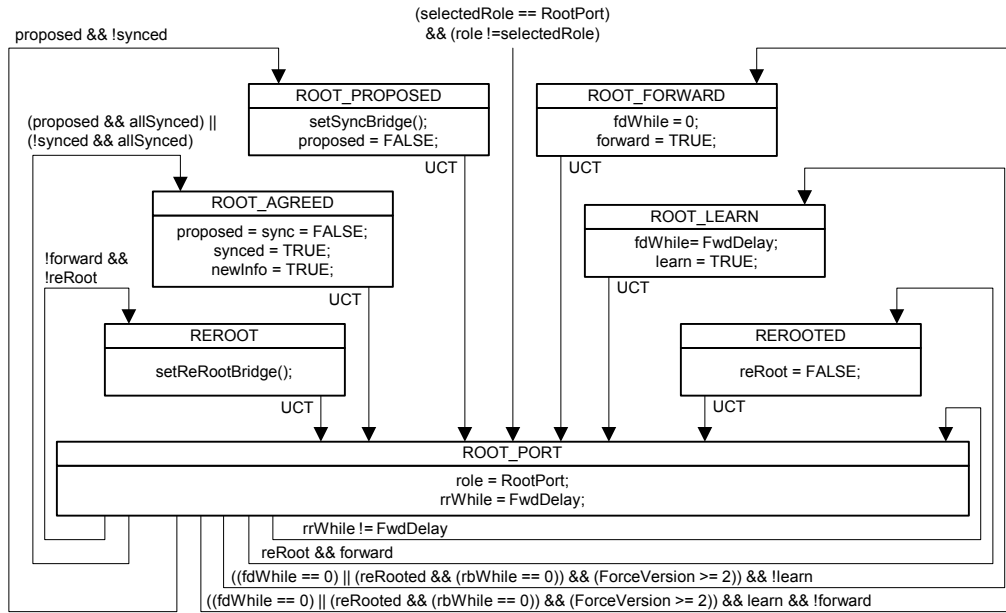 (selectedRole == RootPort)
&& (role !=selectedRole)
proposed && !synced
ROOT_PROPOSED
setSyncBridge();
proposed = FALSE;
UCT
ROOT_FORWARD
fdWhile = 0;
forward = TRUE;
UCT
(proposed && allSynced) ||
(!synced && allSynced)
ROOT_AGREED
proposed = sync = FALSE;
synced = TRUE;
newInfo = TRUE;
UCT
ROOT_LEARN
fdWhile= FwdDelay;
learn = TRUE;
UCT
!forward &&
!reRoot
REROOT
setReRootBridge();
UCT
REROOTED
reRoot = FALSE;
UCT
ROOT_PORT
role = RootPort;
rrWhile = FwdDelay;
rrWhile != FwdDelay
reRoot && forward
((fdWhile == 0) || (reRooted && (rbWhile == 0)) && (ForceVersion >= 2)) && !learn
((fdWhile == 0) || (reRooted && (rbWhile == 0)) && (ForceVersion >= 2)) && learn && !forward